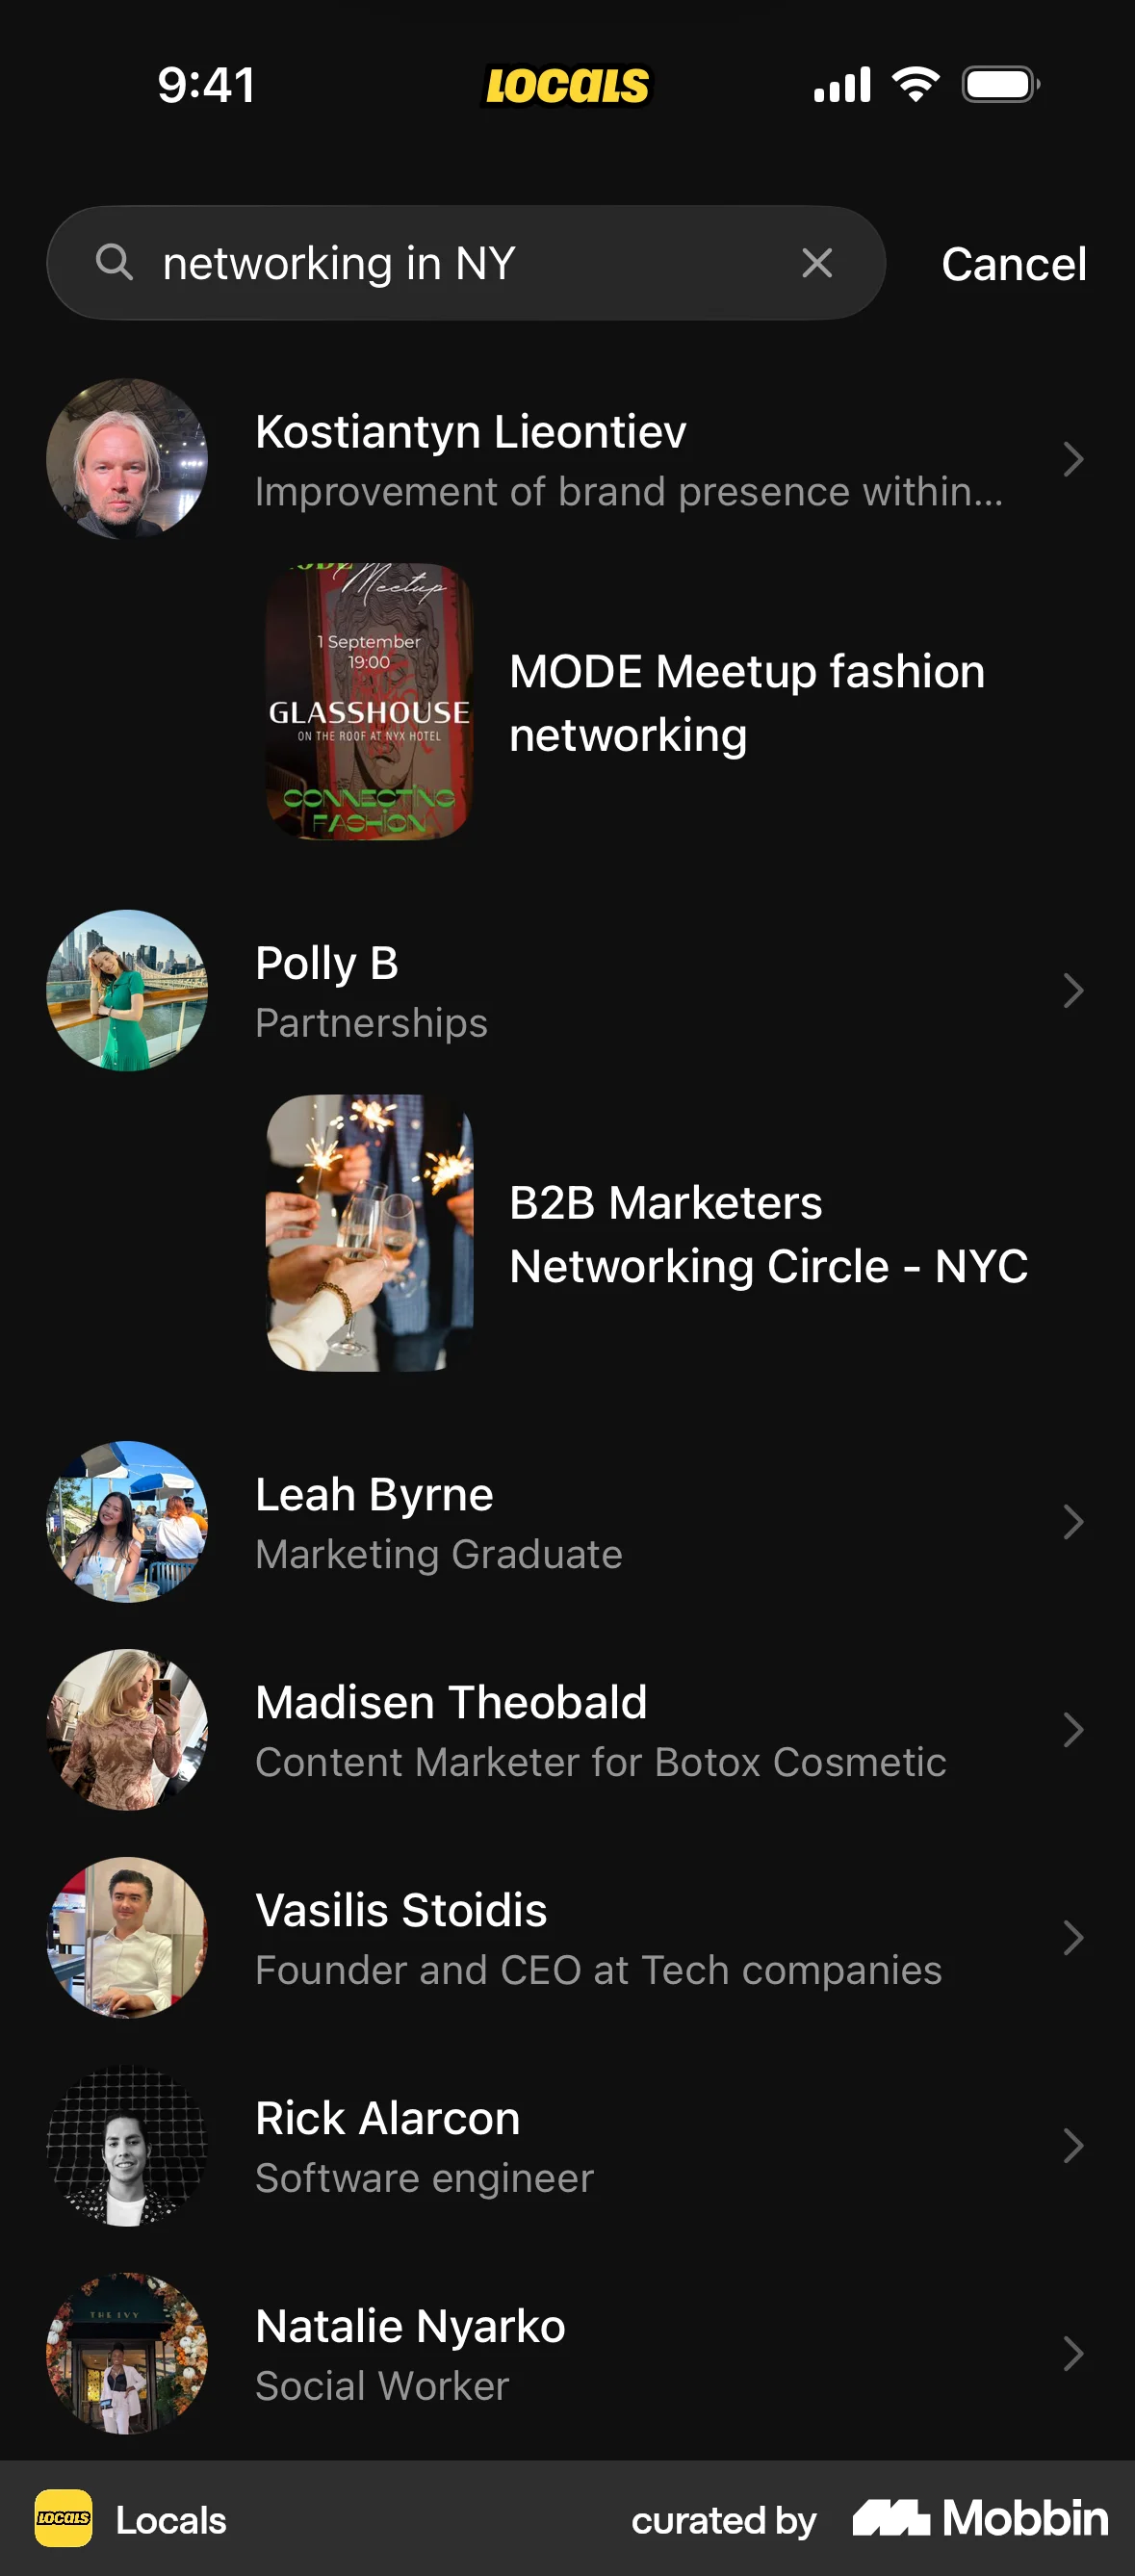 9:41
LOCALS
networking in NY
Cancel
Kostiantyn Lieontiev
Improvement of brand presence within...
Meetup
1 September
19:00
GLASSHOUSE
ON THE ROOF AT NYX HOTEL
CONNECTING
FASHION
MODE Meetup fashion
networking
Polly B
Partnerships
B2B Marketers
Networking Circle - NYC
Leah Byrne
Marketing Graduate
Madisen Theobald
Content Marketer for Botox Cosmetic
Vasilis Stoidis
Founder and CEO at Tech companies
Rick Alarcon
Software engineer
THE IVY
Natalie Nyarko
Social Worker
LOCALS
Locals
curated by
Mobbin